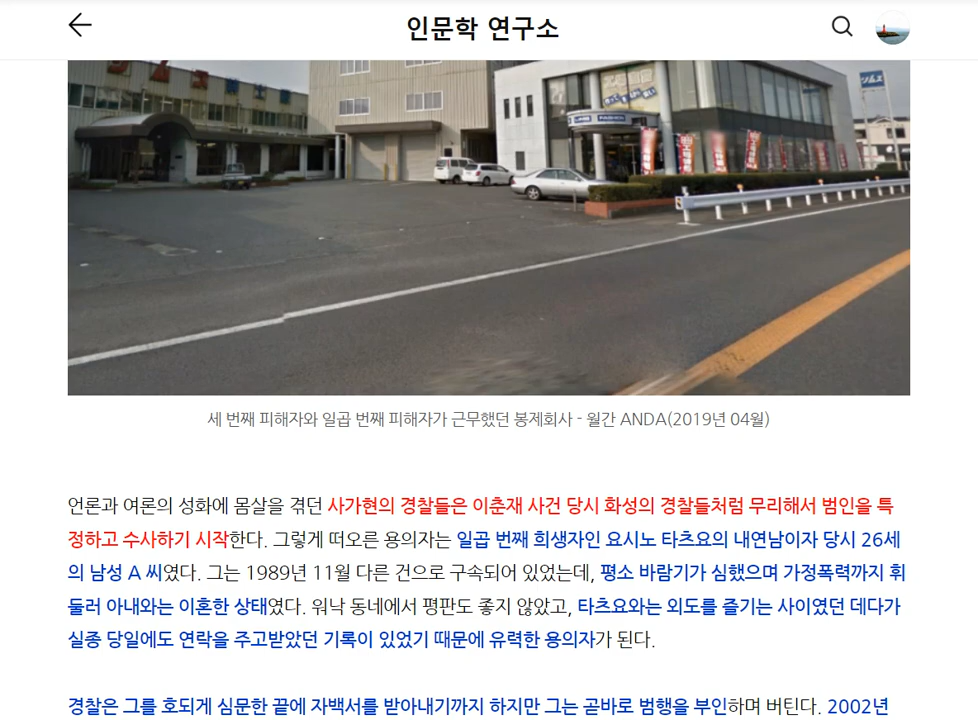 인문학 연구소
ツムズ
세 번째 피해자와 일곱 번째 피해자가 근무했던 봉제회사 - 월간 ANDA(2019년 04월)
언론과 여론의 성화에 몸살을 겪던 사가현의 경찰들은 이춘재 사건 당시 화성의 경찰들처럼 무리해서 범인을 특
정하고 수사하기 시작한다. 그렇게 떠오른 용의자는 일곱 번째 희생자인 요시노 타츠요의 내연남이자 당시 26세
의 남성 A 씨였다. 그는 1989년 11월 다른 건으로 구속되어 있었는데, 평소 바람기가 심했으며 가정폭력까지 휘
둘러 아내와는 이혼한 상태였다. 워낙 동네에서 평판도 좋지 않았고, 타츠요와는 외도를 즐기는 사이였던 데다가
실종 당일에도 연락을 주고받았던 기록이 있었기 때문에 유력한 용의자가 된다.
경찰은 그를 호되게 심문한 끝에 자백서를 받아내기까지 하지만 그는 곧바로 범행을 부인하며 버틴다. 2002년